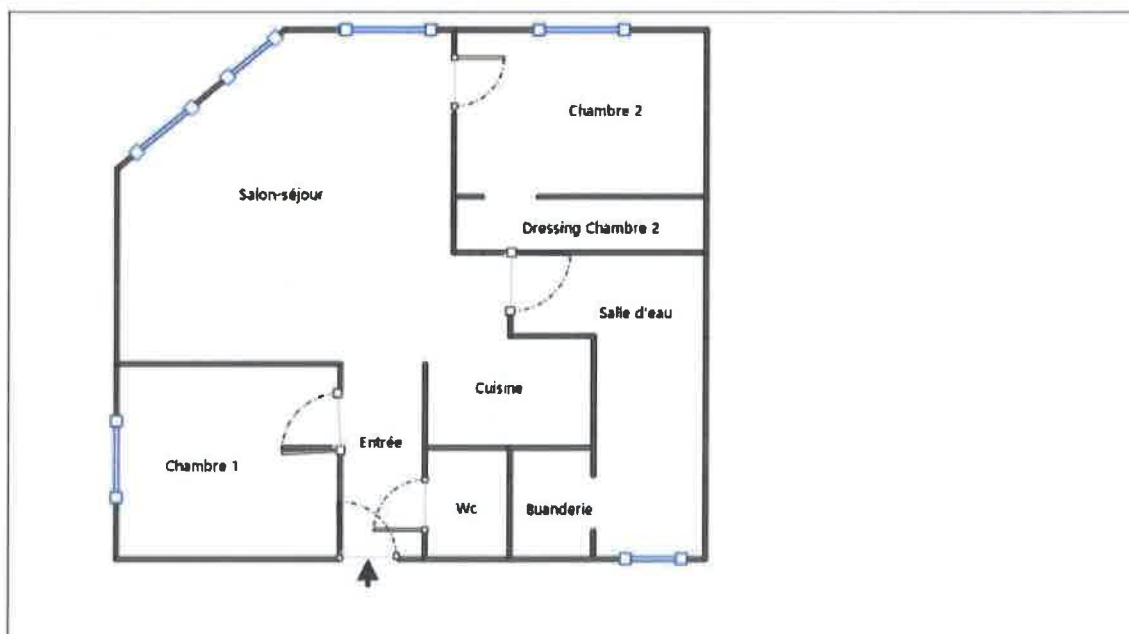 Chambre 2
Salon-séjour
Dressing Chambre 2
Salle d'eau
Cuisine
Entrée
Chambre 1
Wc
Buanderie